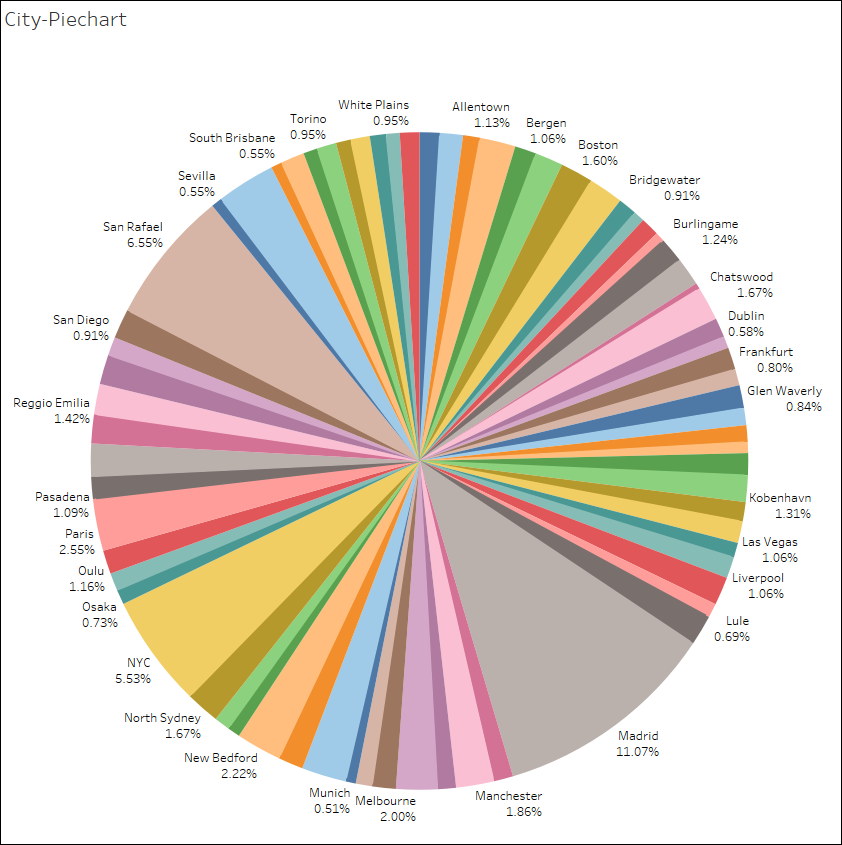 City-Piechart
White Plains
0.95%
Allentown
1.13%
Bergen
1.06%
Boston
1.60%
Bridgewater
0.91%
Burlingame
1.24%
Chatswood
1.67%
Dublin
0.58%
Frankfurt
0.80%
Glen Waverly
0.84%
Kobenhavn
1.31%
Las Vegas
1.06%
Liverpool
1.06%
Lule
0.69%
Madrid
11.07%
Manchester
1.86%
Melbourne
2.00%
Munich
0.51%
New Bedford
2.22%
North Sydney
1.67%
NYC
5.53%
Osaka
0.73%
Oulu
1.16%
Paris
2.55%
Pasadena
1.09%
Reggio Emilia
1.42%
San Diego
0.91%
San Rafael
6.55%
Sevilla
0.55%
South Brisbane
0.55%
Torino
0.95%